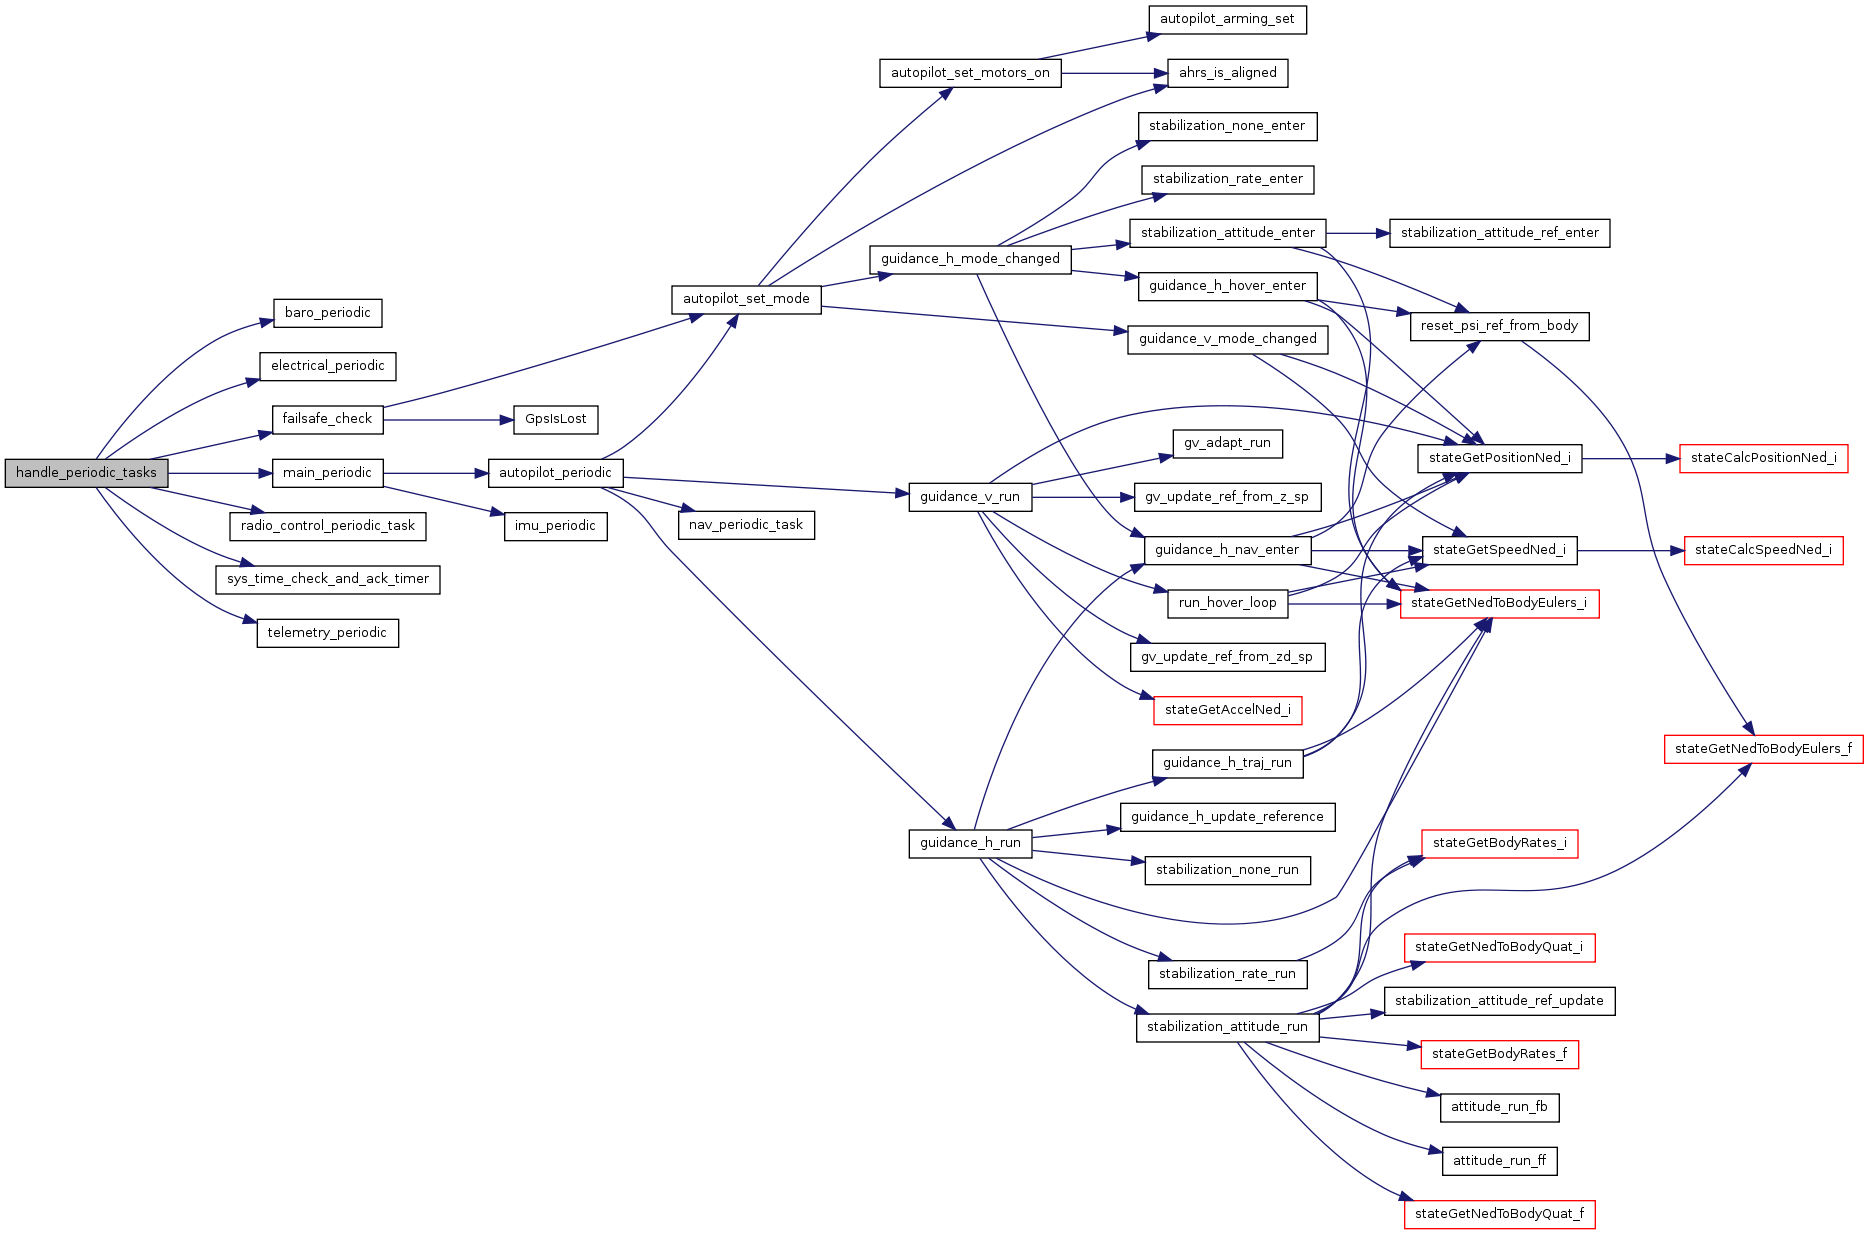 handle_periodic_tasks
baro_periodic
electrical_periodic
failsafe_check
main_periodic
radio_control_periodic_task
sys_time_check_and_ack_timer
telemetry_periodic
GpsIsLost
autopilot_periodic
imu_periodic
autopilot_set_mode
nav_periodic_task
autopilot_set_motors_on
guidance_h_mode_changed
guidance_v_run
guidance_h_run
autopilot_arming_set
ahrs_is_aligned
stabilization_none_enter
stabilization_rate_enter
stabilization_attitude_enter
guidance_h_hover_enter
guidance_v_mode_changed
gv_adapt_run
gv_update_ref_from_z_sp
guidance_h_nav_enter
run_hover_loop
gv_update_ref_from_zd_sp
stateGetAccelNed_i
guidance_h_traj_run
guidance_h_update_reference
stabilization_none_run
stabilization_rate_run
stabilization_attitude_run
stabilization_attitude_ref_enter
reset_psi_ref_from_body
stateGetPositionNed_i
stateGetSpeedNed_i
stateGetNedToBodyEulers_i
stateGetBodyRates_i
stateGetNedToBodyQuat_i
stabilization_attitude_ref_update
stateGetBodyRates_f
attitude_run_fb
attitude_run_ff
stateGetNedToBodyQuat_f
stateCalcPositionNed_i
stateCalcSpeedNed_i
stateGetNedToBodyEulers_f